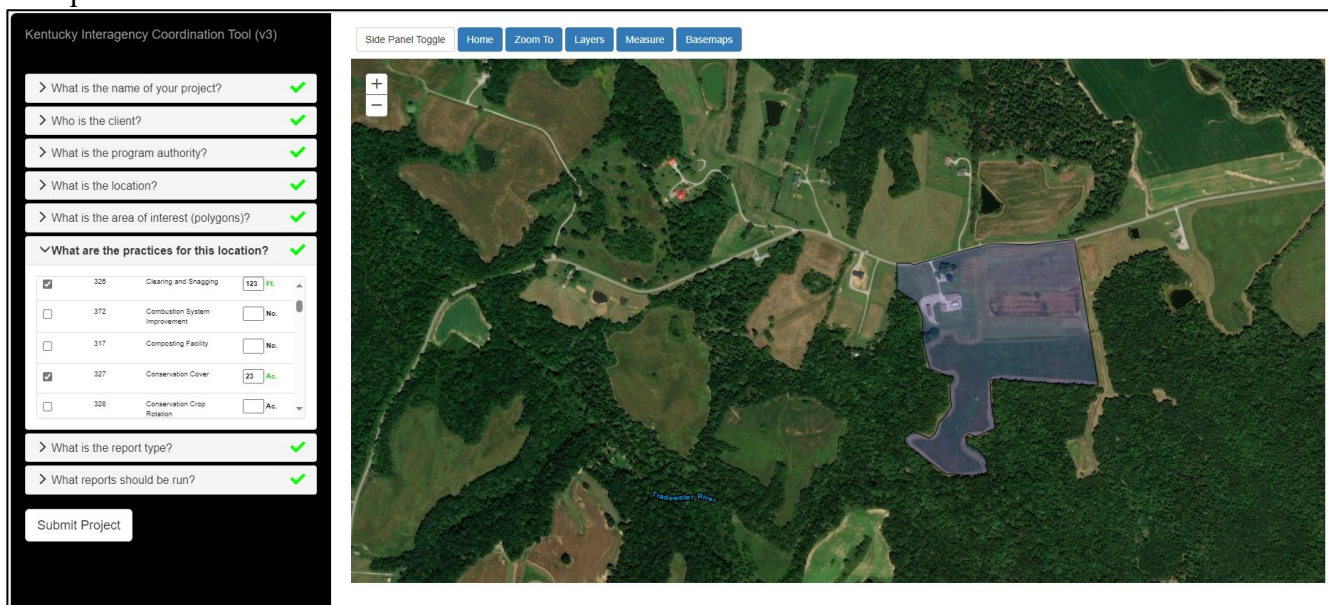 Kentucky Interagency Coordination Tool (v3)
What is the name of your project?
Who is the client?
What is the program authority?
What is the location?
What is the area of interest (polygons)?
What are the practices for this location?
326 Clearing and Snagging 123 Ft.
372 Combustion System
Improvement No.
317 Composting Facility No.
327 Conservation Cover 23 Ac.
328 Conservation Crop
Rotation Ac.
What is the report type?
What reports should be run?
Submit Project
Side Panel Toggle Home Zoom To Layers Measure Basemaps
+
−
Tradewater River